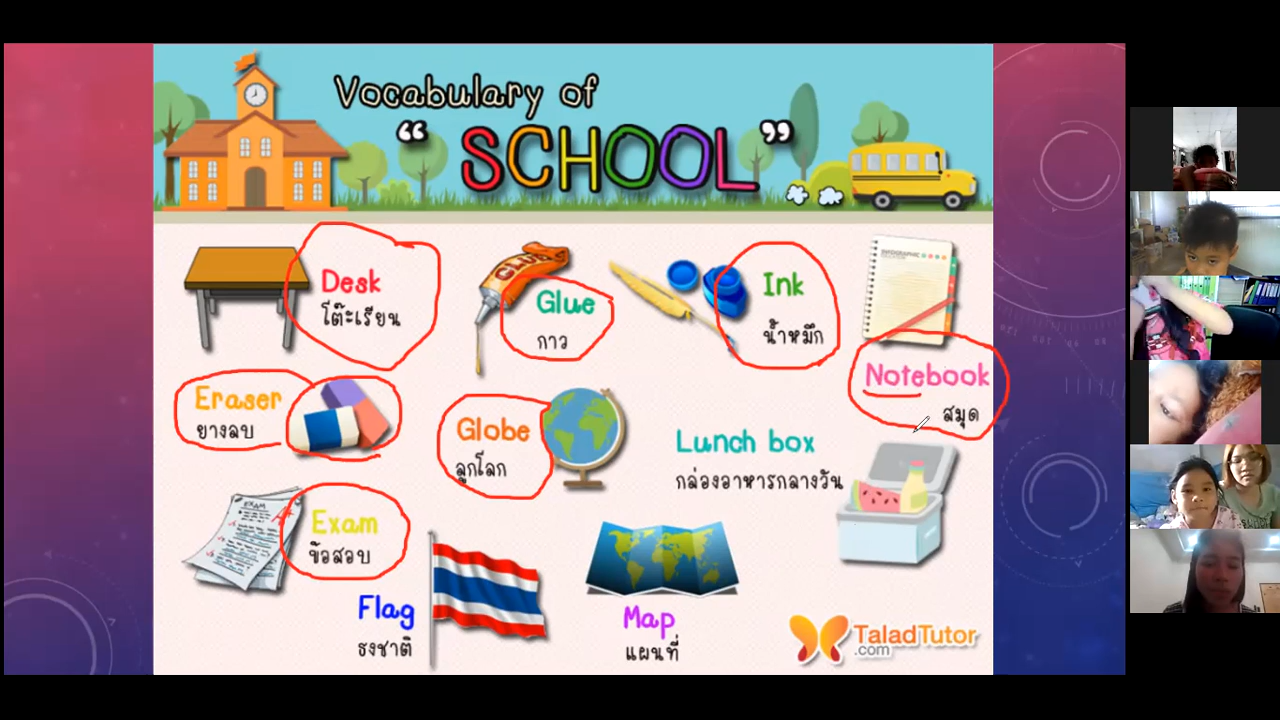 Vocabulary of
"SCHOOL"
Desk
โต๊ะเรียน
GLUE
Glue
กาว
Ink
น้ำหมึก
Notebook
สมุด
Eraser
ยางลบ
Globe
ลูกโลก
Lunch box
กล่องอาหารกลางวัน
EXAM
A+
Exam
ข้อสอบ
Flag
ธงชาติ
Map
แผนที่
TaladTutor
.com